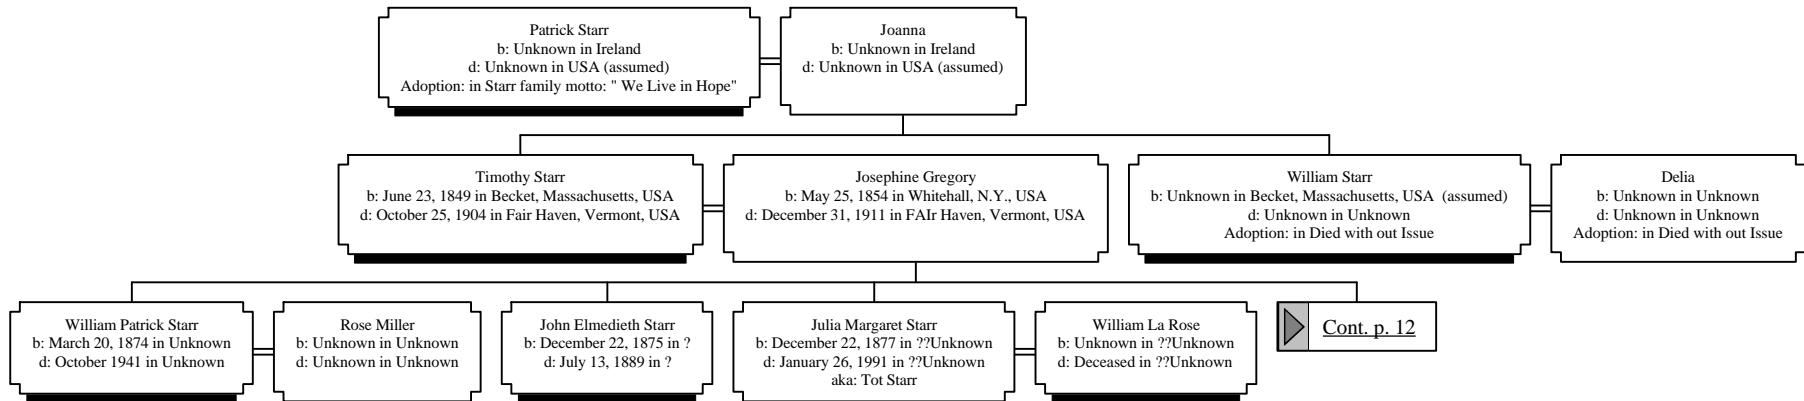 Patrick Starr
b: Unknown in Ireland
d: Unknown in USA (assumed)
Adoption: in Starr family motto: " We Live in Hope"
Joanna
b: Unknown in Ireland
d: Unknown in USA (assumed)
Timothy Starr
b: June 23, 1849 in Becket, Massachusetts, USA
d: October 25, 1904 in Fair Haven, Vermont, USA
Josephine Gregory
b: May 25, 1854 in Whitehall, N.Y., USA
d: December 31, 1911 in FAIr Haven, Vermont, USA
William Starr
b: Unknown in Becket, Massachusetts, USA (assumed)
d: Unknown in Unknown
Adoption: in Died with out Issue
Delia
b: Unknown in Unknown
d: Unknown in Unknown
Adoption: in Died with out Issue
William Patrick Starr
b: March 20, 1874 in Unknown
d: October 1941 in Unknown
Rose Miller
b: Unknown in Unknown
d: Unknown in Unknown
John Elmedieth Starr
b: December 22, 1875 in ?
d: July 13, 1889 in ?
Julia Margaret Starr
b: December 22, 1877 in ??Unknown
d: January 26, 1991 in ??Unknown
aka: Tot Starr
William La Rose
b: Unknown in ??Unknown
d: Deceased in ??Unknown
Cont. p. 12